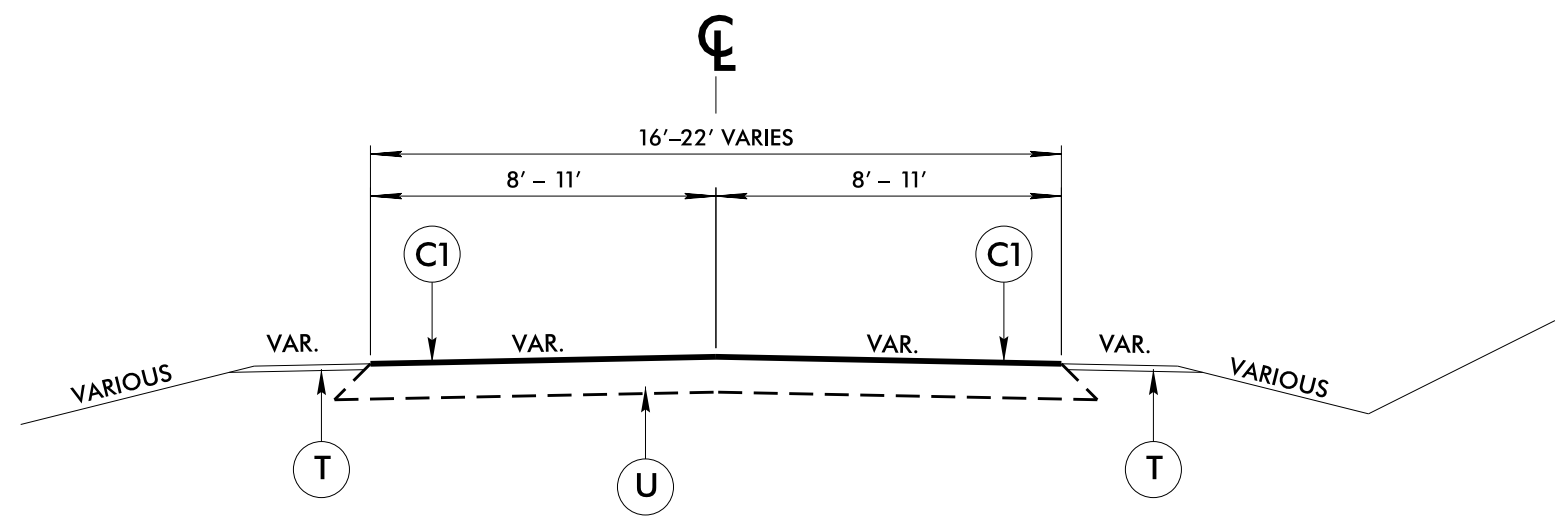 ℄
16'–22' VARIES
8' – 11' 8' – 11'
C1 C1
VAR. VAR. VAR. VAR.
VARIOUS VARIOUS
T U T